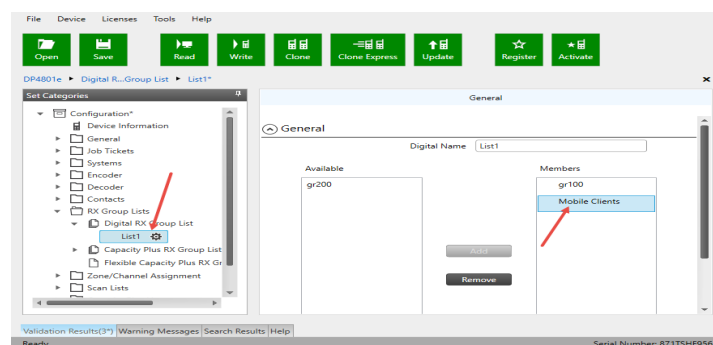 File Device Licenses Tools Help
Open Save Read Write Clone Clone Express Update Register Activate
DP4801e Digital R...Group List List1*
Set Categories
General
Configuration*
Device Information
General
Job Tickets
Systems
Encoder
Decoder
Contacts
RX Group Lists
Digital RX Group List
List1
Capacity Plus RX Group List
Flexible Capacity Plus RX Gr
Zone/Channel Assignment
Scan Lists
General
Digital Name List1
Available Members
gr200 gr100
Mobile Clients
Add
Remove
Validation Results(3*) Warning Messages Search Results Help
Ready Serial Number: 871TSHF956